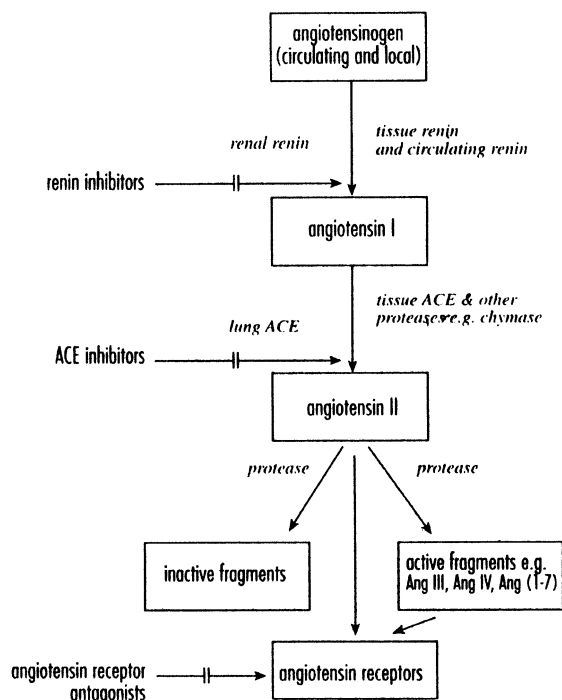 angiotensinogen
(circulating and local)
renal renin
tissue renin
and circulating renin
renin inhibitors
angiotensin I
tissue ACE & other
proteases e.g. chymase
lung ACE
ACE inhibitors
angiotensin II
protease
protease
inactive fragments
active fragments e.g.
Ang III, Ang IV, Ang (1-7)
angiotensin receptor
antagonists
angiotensin receptors